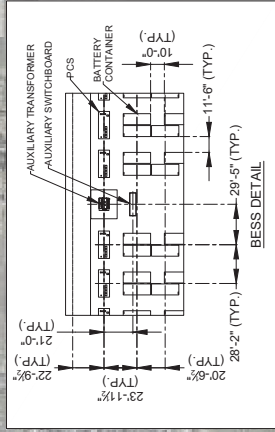 AUXILIARY TRANSFORMER
AUXILIARY SWITCHBOARD
PCS
BATTERY
CONTAINER
22'-9½"
(TYP.)
21'-0"
(TYP.)
23'-11½"
(TYP.)
20'-6½"
(TYP.)
10'-0"
(TYP.)
11'-6" (TYP.)
29'-5" (TYP.)
28'-2" (TYP.)
BESS DETAIL